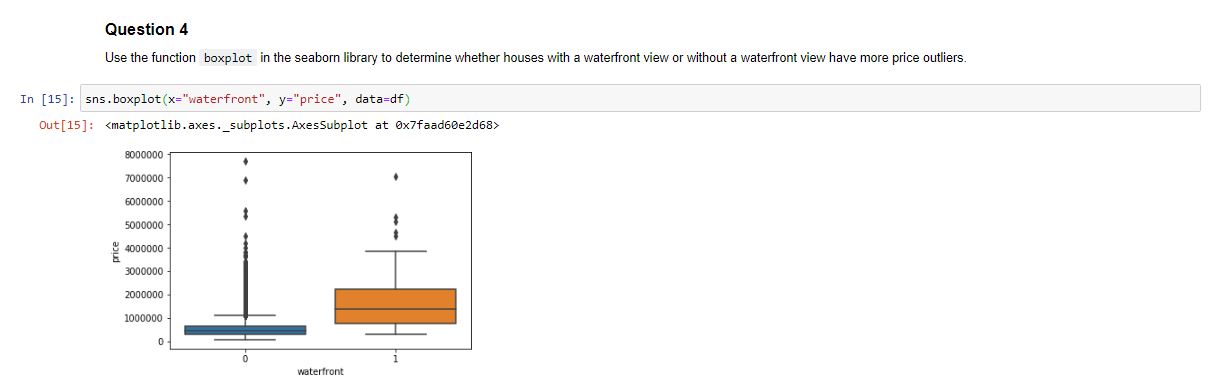 Question 4
Use the function boxplot in the seaborn library to determine whether houses with a waterfront view or without a waterfront view have more price outliers.
In [15]: sns.boxplot(x="waterfront", y="price", data=df)
Out[15]: <matplotlib.axes._subplots.AxesSubplot at 0x7faad60e2d68>
8000000
7000000
6000000
5000000
4000000
3000000
2000000
1000000
0
price
0 1
waterfront